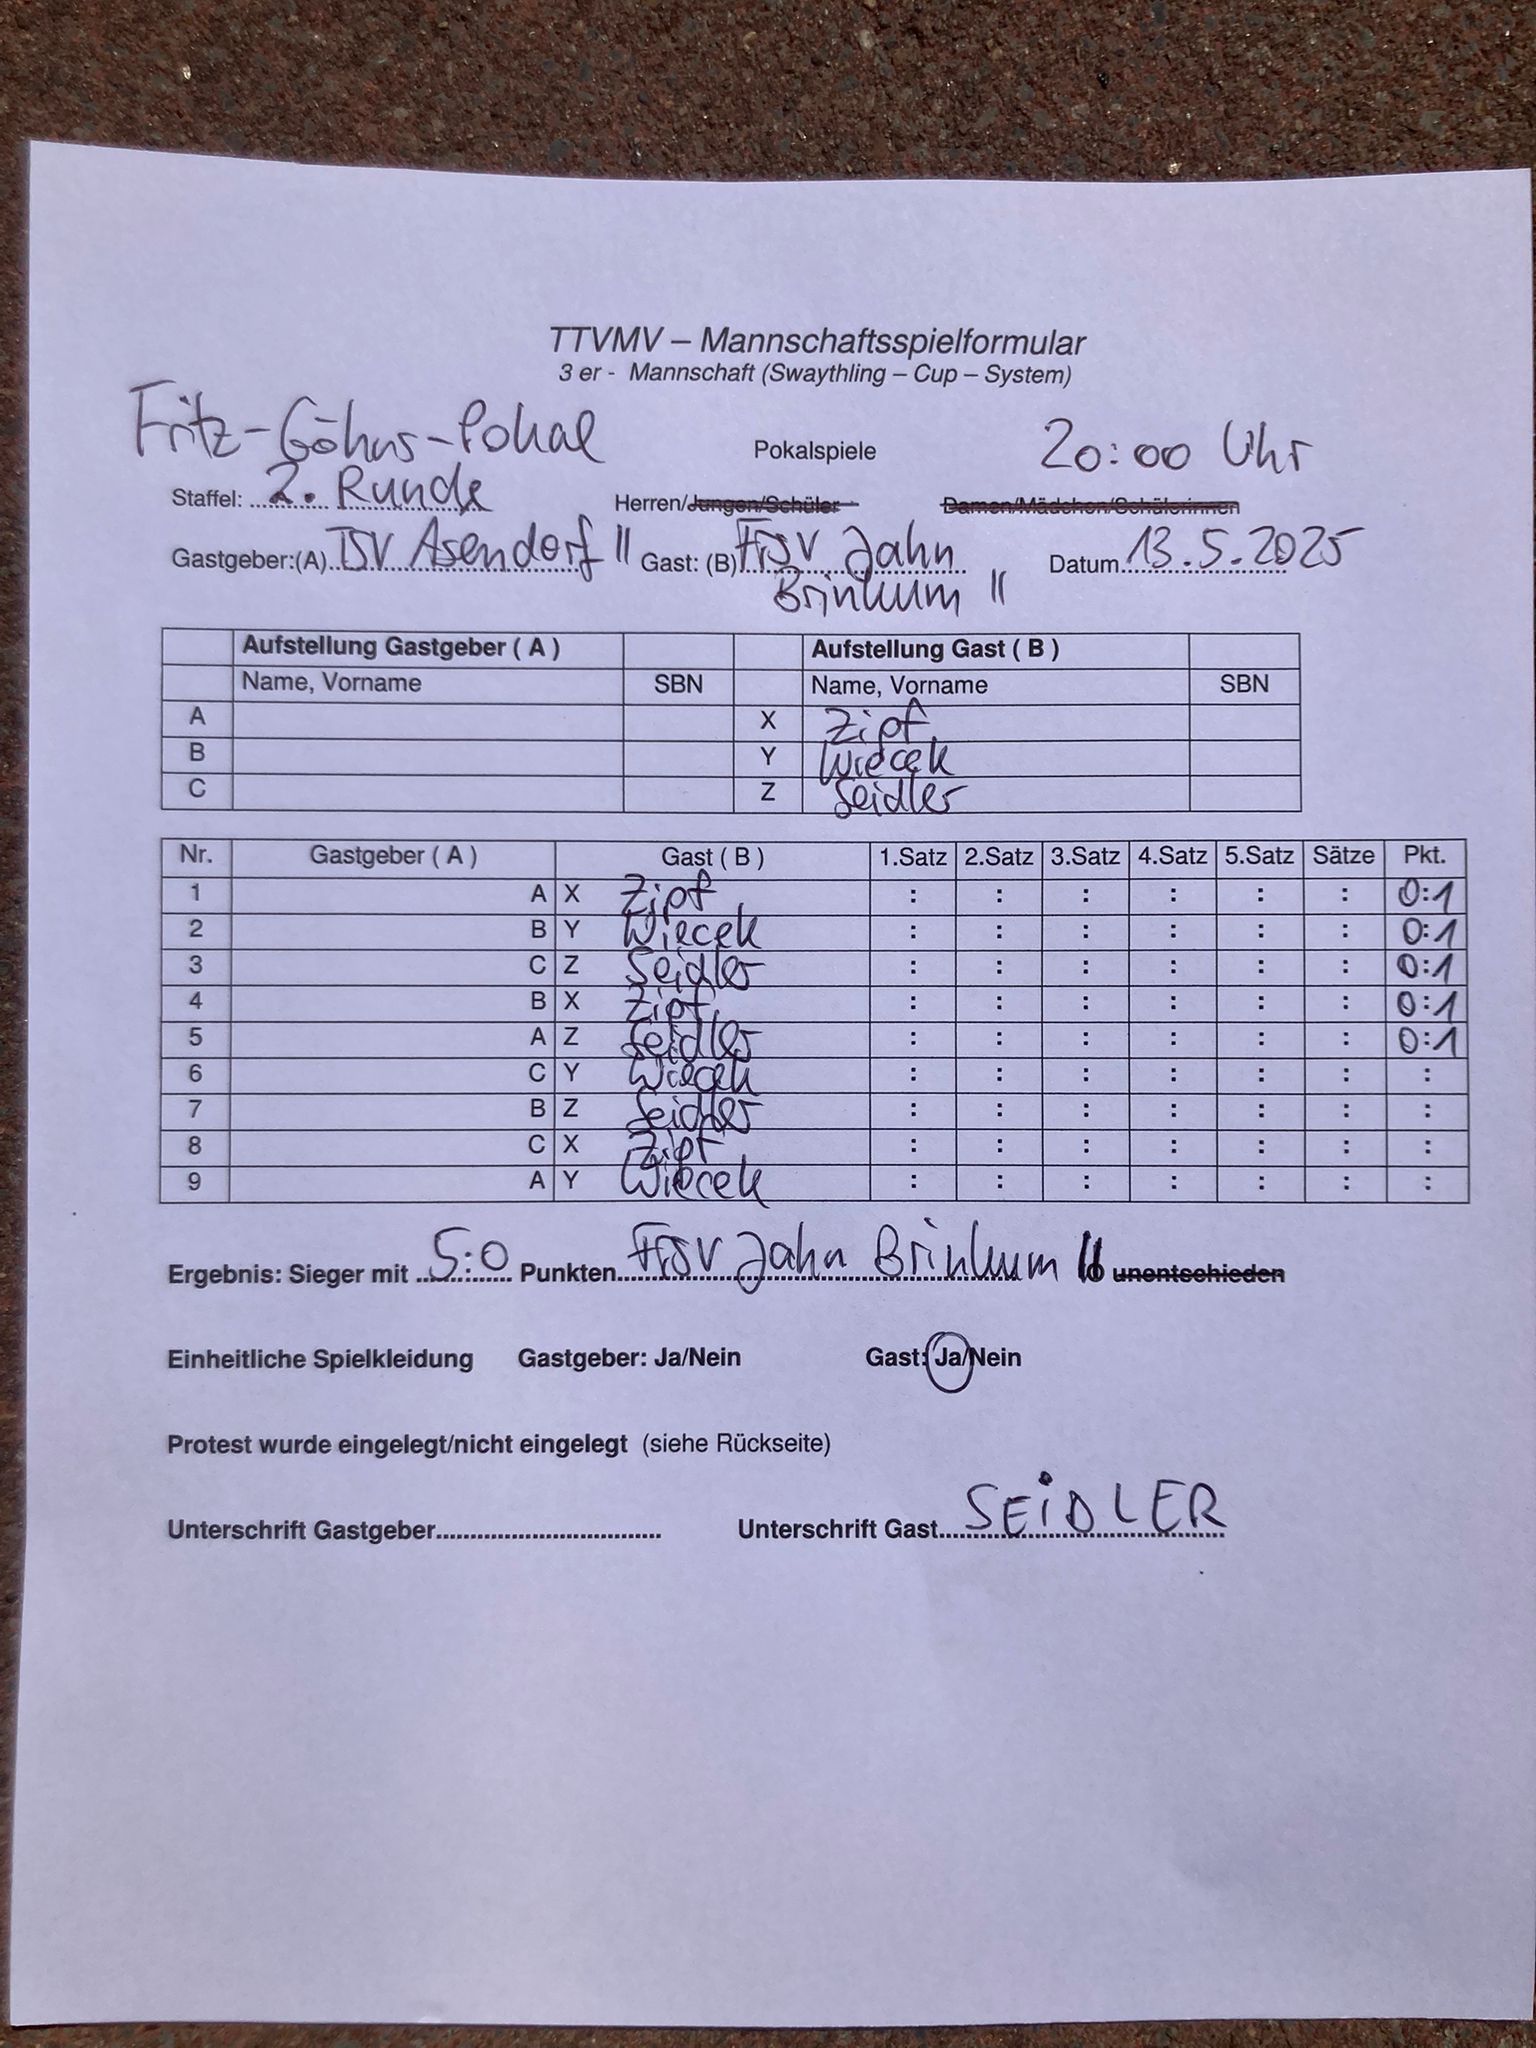 TTVMV – Mannschaftsspielformular
3 er - Mannschaft (Swaythling – Cup – System)
Fritz-Göhns-Pokal
Pokalspiele
20:00 Uhr
Staffel: 2. Runde Herren/Jungen/Schüler Damen/Mädchen/Schülerinnen
Gastgeber:(A) TSV Asendorf II Gast: (B) FTSV Jahn Datum 13.5.2025
Brinkum II
Aufstellung Gastgeber ( A ) Aufstellung Gast ( B )
Name, Vorname SBN Name, Vorname SBN
A X Zipf
B Y Wiecek
C Z Seidler
Nr. Gastgeber ( A ) Gast ( B ) 1.Satz 2.Satz 3.Satz 4.Satz 5.Satz Sätze Pkt.
1 A X Zipf : : : : : : 0:1
2 B Y Wiecek : : : : : : 0:1
3 C Z Seidler : : : : : : 0:1
4 B X Zipf : : : : : : 0:1
5 A Z Seidler : : : : : : 0:1
6 C Y Wiecek : : : : : : :
7 B Z Seidler : : : : : : :
8 C X Zipf : : : : : : :
9 A Y Wiecek : : : : : : :
Ergebnis: Sieger mit 5:0 Punkten FTSV Jahn Brinkum II unentschieden
Einheitliche Spielkleidung Gastgeber: Ja/Nein Gast: Ja/Nein
Protest wurde eingelegt/nicht eingelegt (siehe Rückseite)
Unterschrift Gastgeber Unterschrift Gast SEiDLER